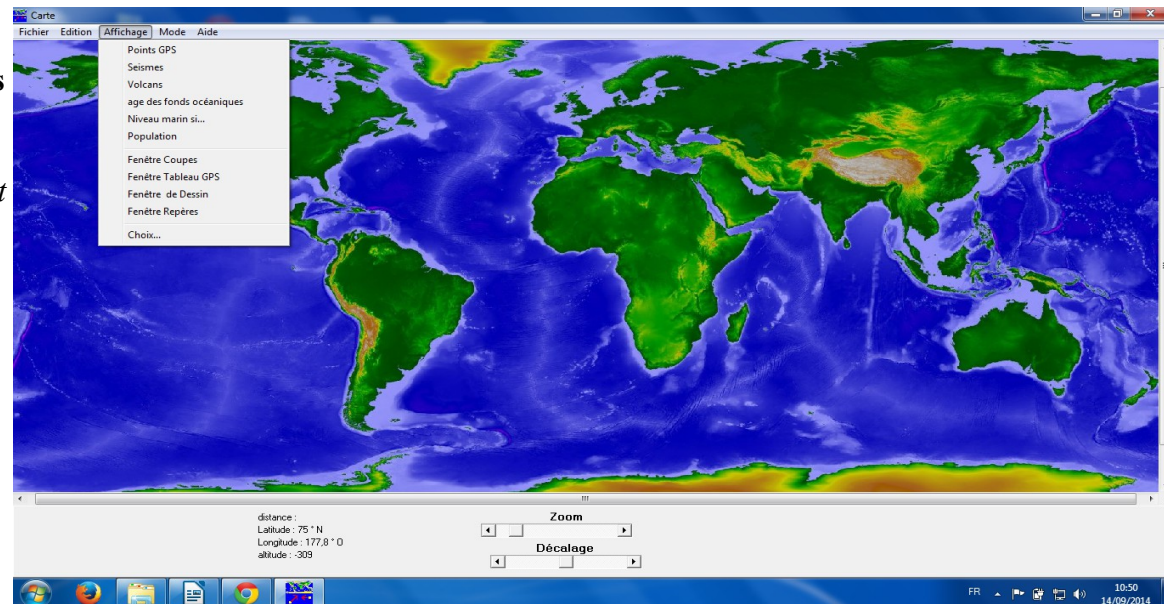 Carte
Fichier Edition Affichage Mode Aide
Points GPS
Seismes
Volcans
age des fonds océaniques
Niveau marin si...
Population
Fenêtre Coupes
Fenêtre Tableau GPS
Fenêtre de Dessin
Fenêtre Repères
Choix...
s
t
distance :
Latitude : 75 ° N
Longitude : 177,8 ° O
altitude : -309
Zoom
Décalage
FR
10:50
14/09/2014